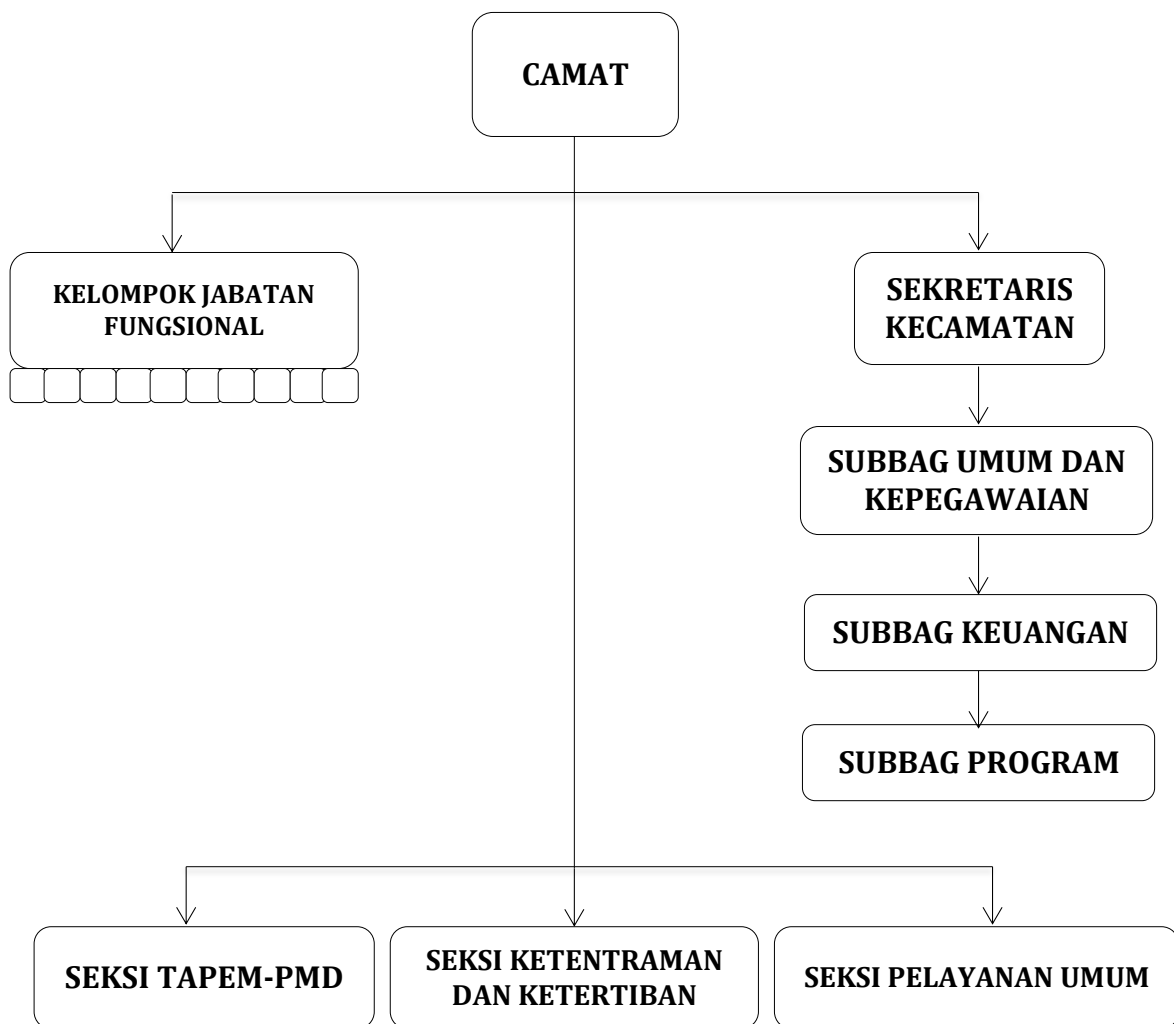 CAMAT
KELOMPOK JABATAN
FUNGSIONAL
SEKRETARIS
KECAMATAN
SUBBAG UMUM DAN
KEPEGAWAIAN
SUBBAG KEUANGAN
SUBBAG PROGRAM
SEKSI TAPEM-PMD
SEKSI KETENTRAMAN
DAN KETERTIBAN
SEKSI PELAYANAN UMUM